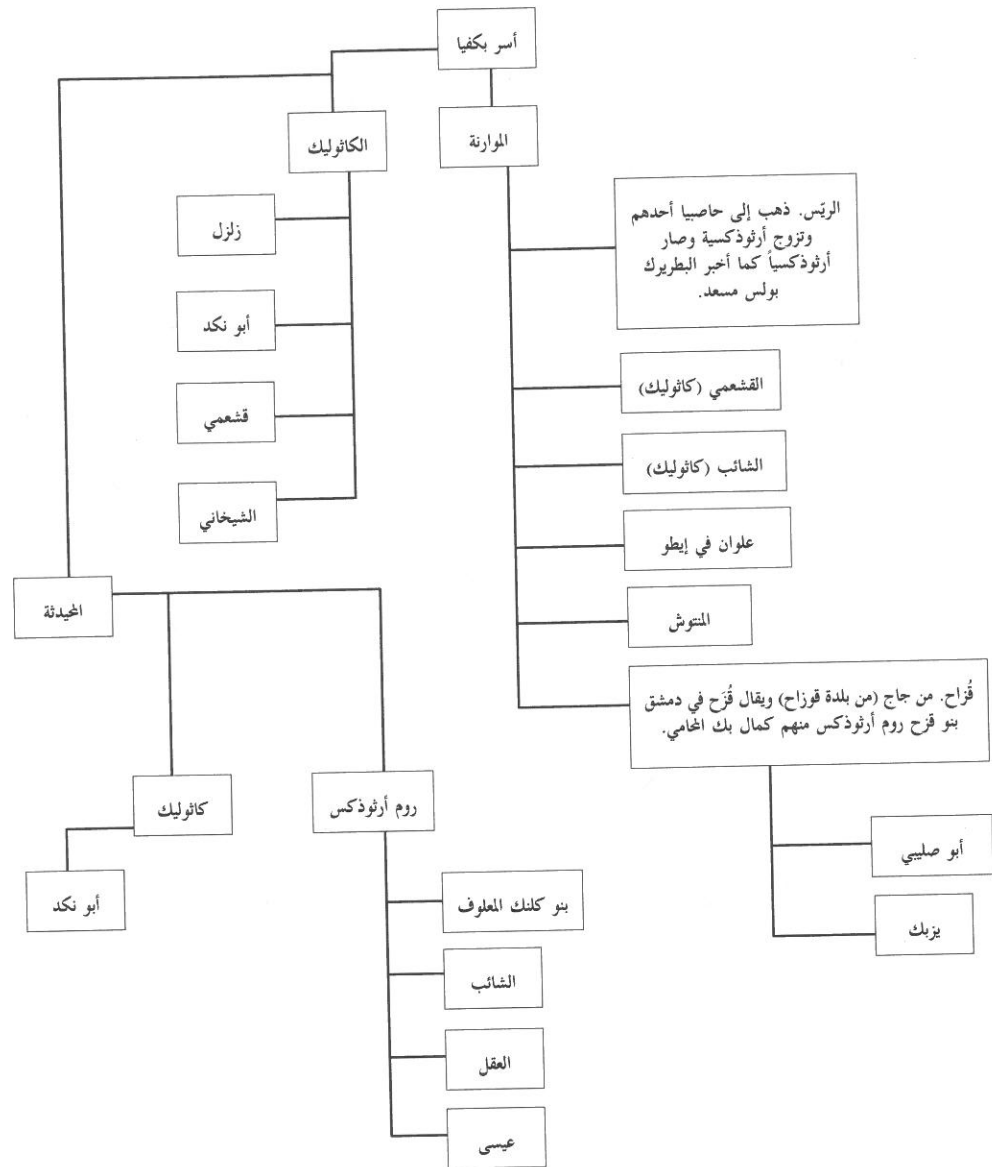 أسر بكفيا
الموارنة
الريّس. ذهب إلى حاصبيا أحدهم
وتزوج أرثوذكسية وصار
أرثوذكسياً كما أخبر البطريرك
بولس مسعد.
القشعمي (كاثوليك)
الشائب (كاثوليك)
علوان في إيطو
المنتوش
قُزاح. من جاج (من بلدة قوزاح) ويقال قُزَح في دمشق
بنو قزح روم أرثوذكس منهم كمال بك المحامي.
أبو صليبي
يزبك
الكاثوليك
زلزل
أبو نكد
قشعمي
الشيخاني
المحيدثة
روم أرثوذكس
بنو كلنك المعلوف
الشائب
العقل
عيسى
كاثوليك
أبو نكد